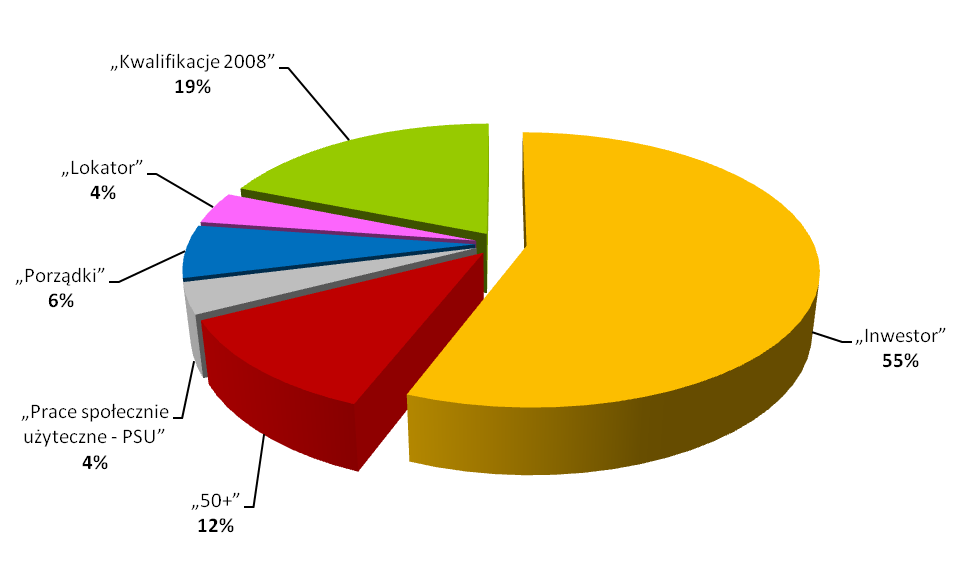 „Kwalifikacje 2008”
19%
„Lokator”
4%
„Porządki”
6%
„Prace społecznie
użyteczne - PSU”
4%
„50+”
12%
„Inwestor”
55%